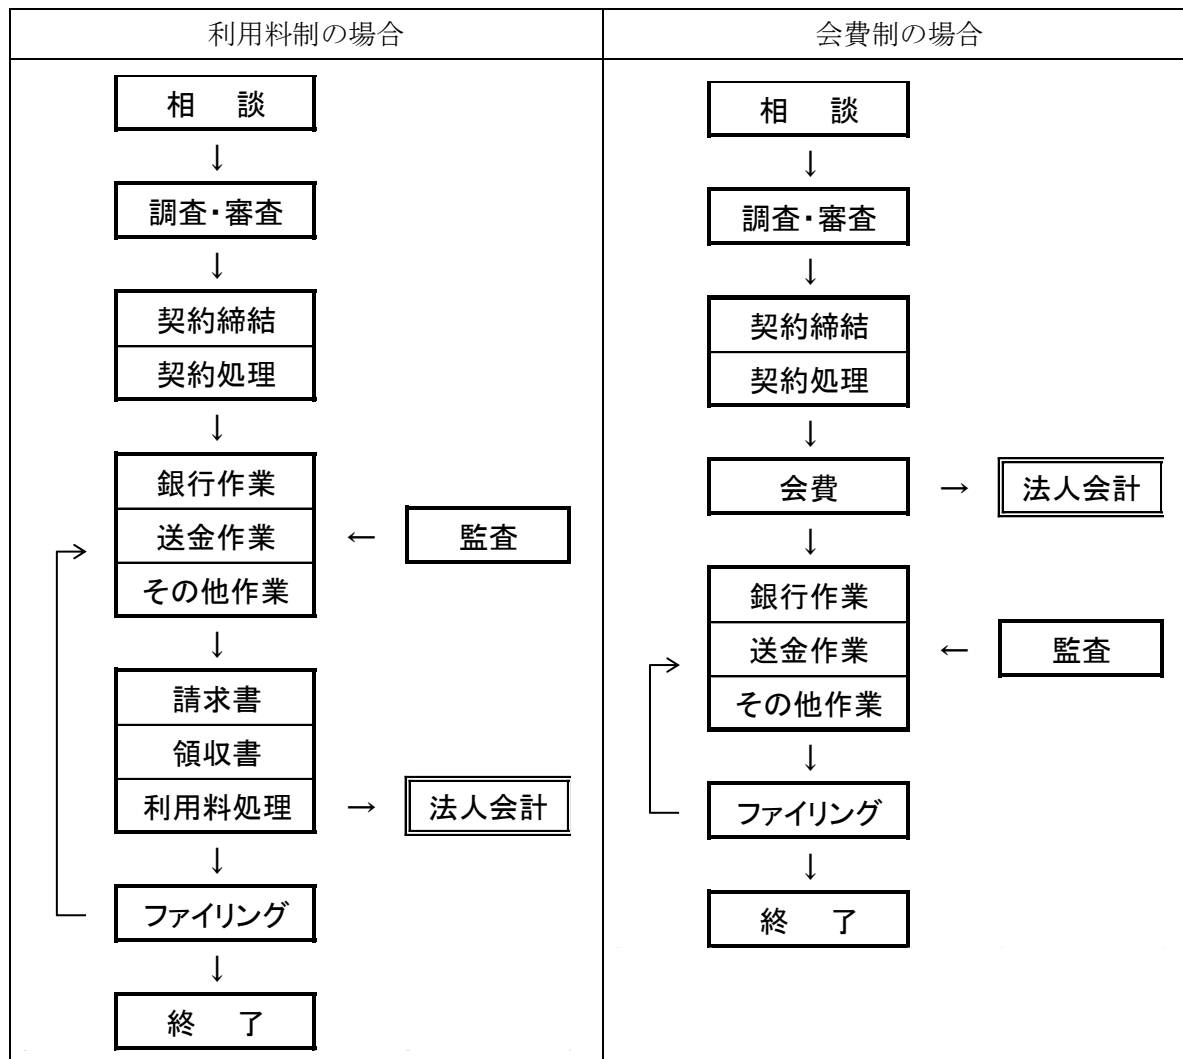 利用料制の場合
相　談
↓
調査・審査
↓
契約締結
契約処理
↓
銀行作業
送金作業 ← 監査
その他作業
↓
請求書
領収書
利用料処理 → 法人会計
↓
ファイリング
↓
終　了
会費制の場合
相　談
↓
調査・審査
↓
契約締結
契約処理
↓
会費 → 法人会計
↓
銀行作業
送金作業 ← 監査
その他作業
↓
ファイリング
↓
終　了